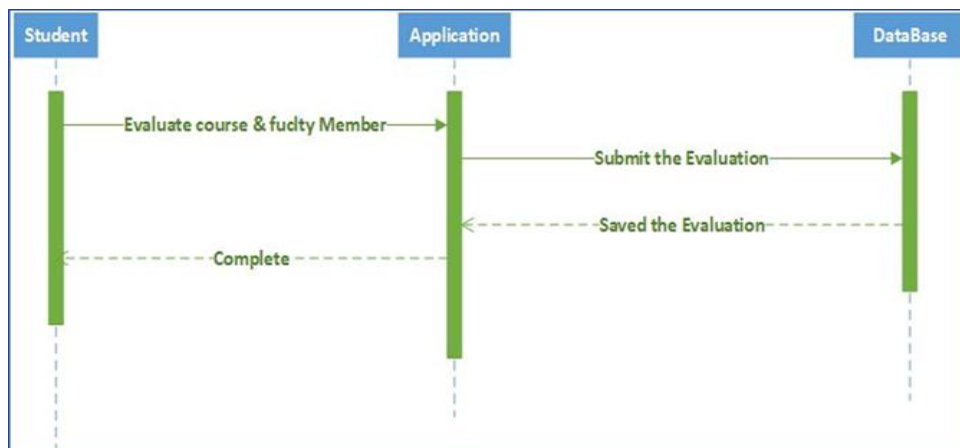 Student
Application
DataBase
Evaluate course & fuclty Member
Submit the Evaluation
Saved the Evaluation
Complete